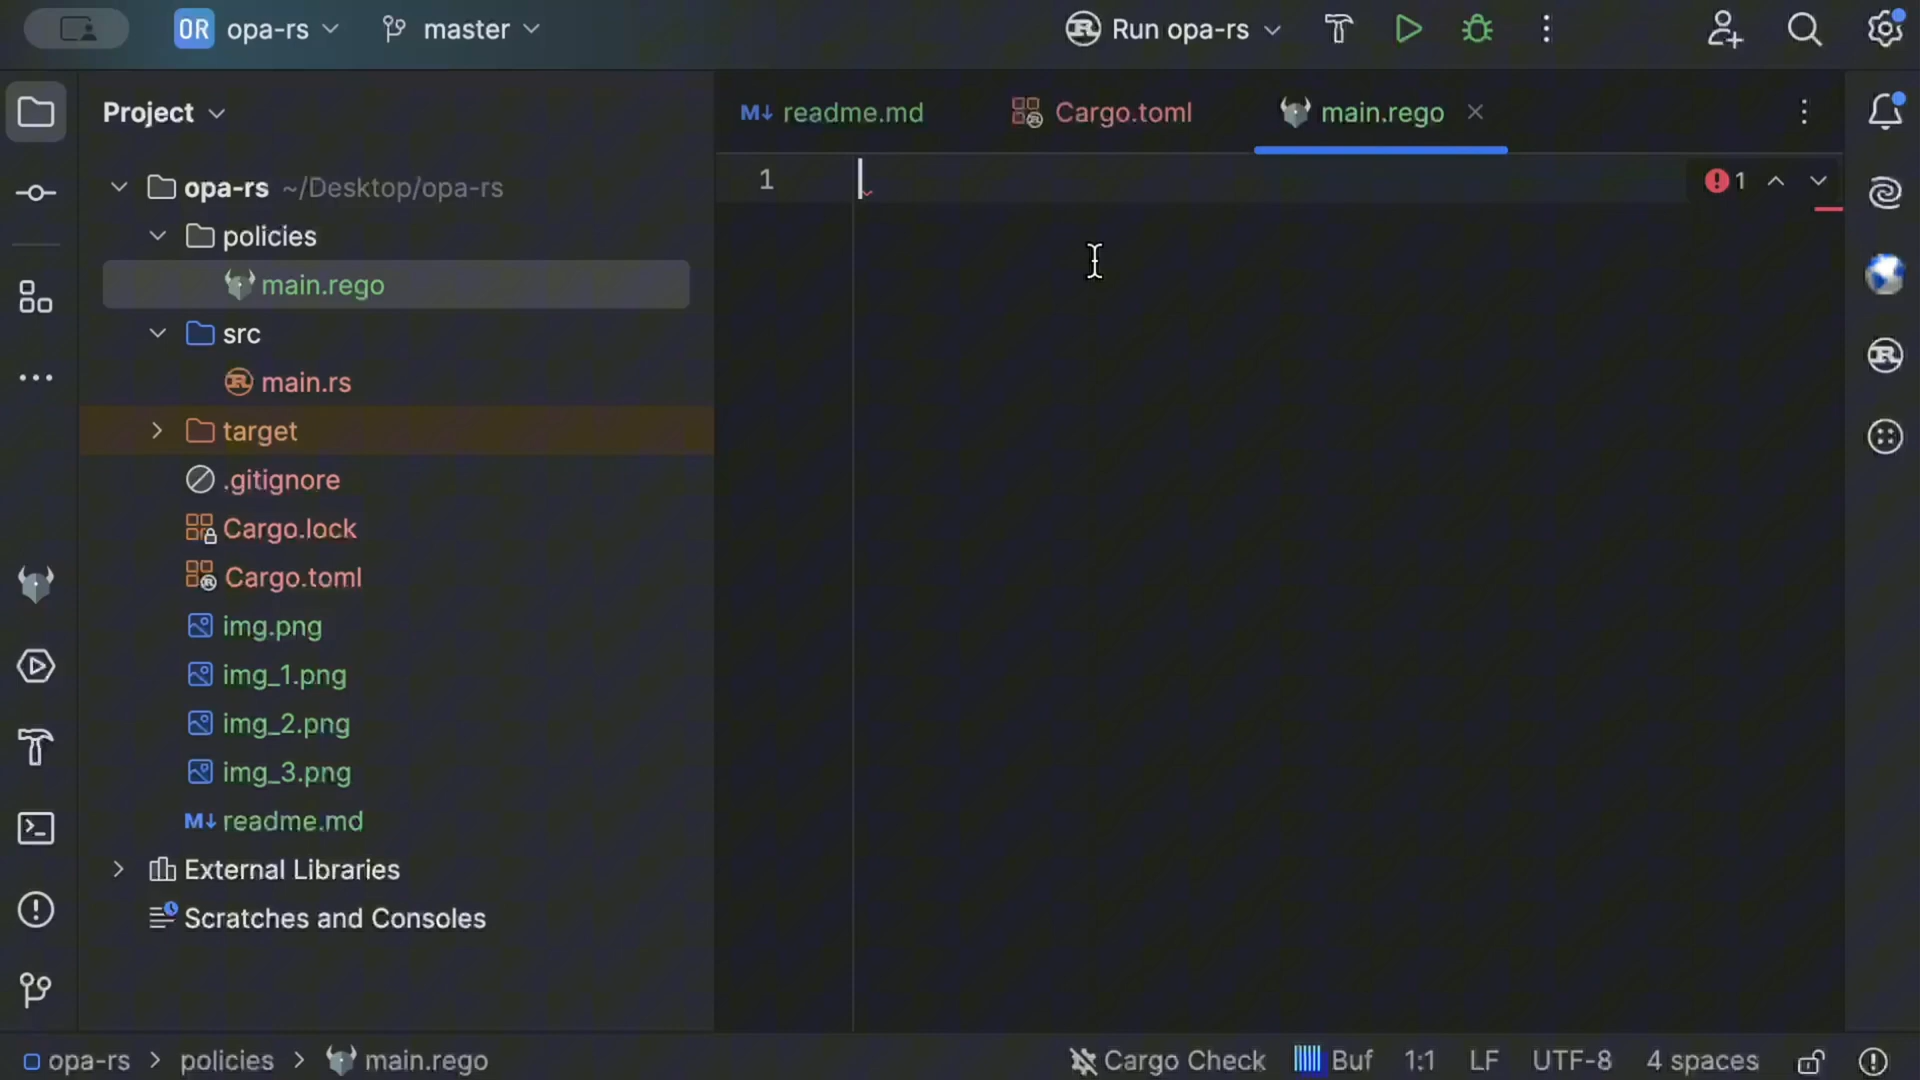 OR opa-rs master Run opa-rs
Project
M↓ readme.md Cargo.toml main.rego
1
1
opa-rs ~/Desktop/opa-rs
policies
main.rego
src
main.rs
target
.gitignore
Cargo.lock
Cargo.toml
img.png
img_1.png
img_2.png
img_3.png
M↓ readme.md
External Libraries
Scratches and Consoles
opa-rs > policies > main.rego Cargo Check Buf 1:1 LF UTF-8 4 spaces